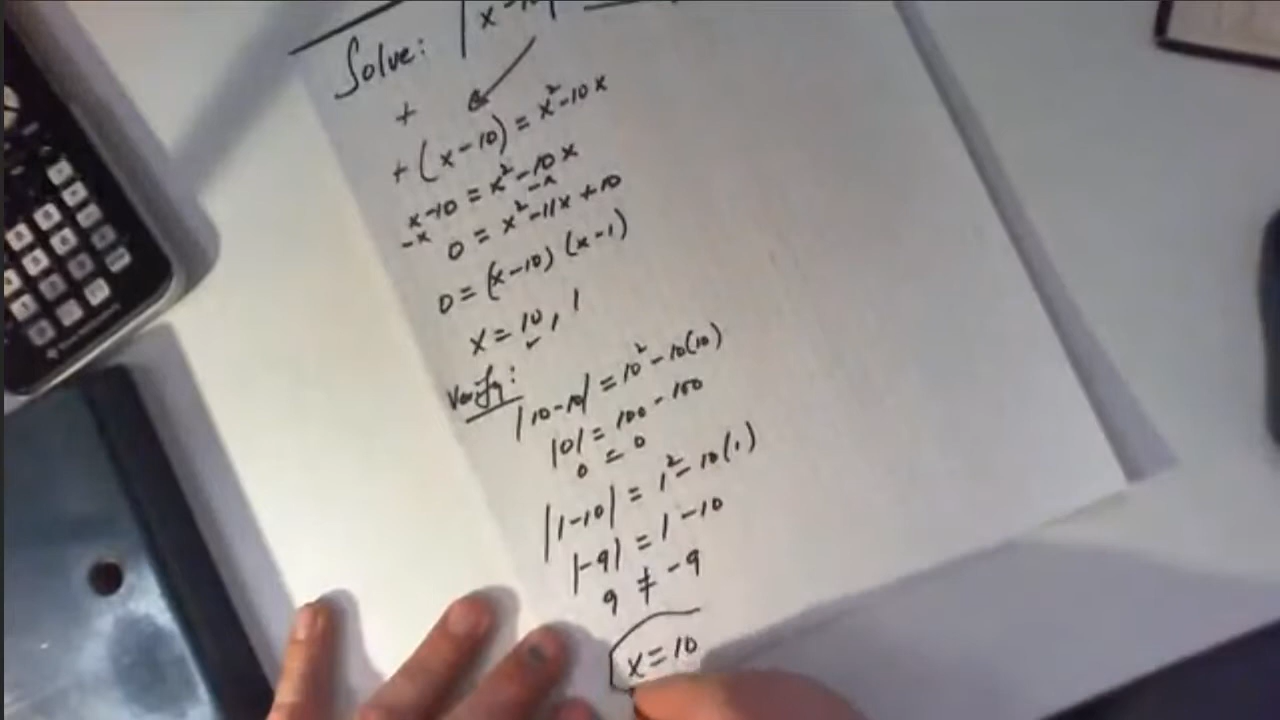 Solve: |x-10|
+
+(x-10) = x²-10x
x-10 = x²-10x
-x -x
0 = x²-11x+10
0 = (x-10)(x-1)
x = 10, 1
Verify:
|10-10| = 10²-10(10)
|0| = 100-100
0 = 0
|1-10| = 1²-10(1)
|-9| = 1-10
9 ≠ -9
x=10